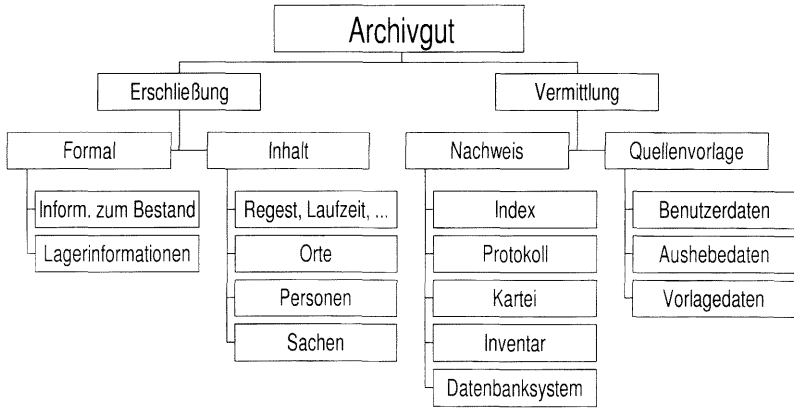 Archivgut
Erschließung
Vermittlung
Formal
Inhalt
Nachweis
Quellenvorlage
Inform. zum Bestand
Regest, Laufzeit, ...
Index
Benutzerdaten
Lagerinformationen
Orte
Protokoll
Aushebedaten
Personen
Kartei
Vorlagedaten
Sachen
Inventar
Datenbanksystem